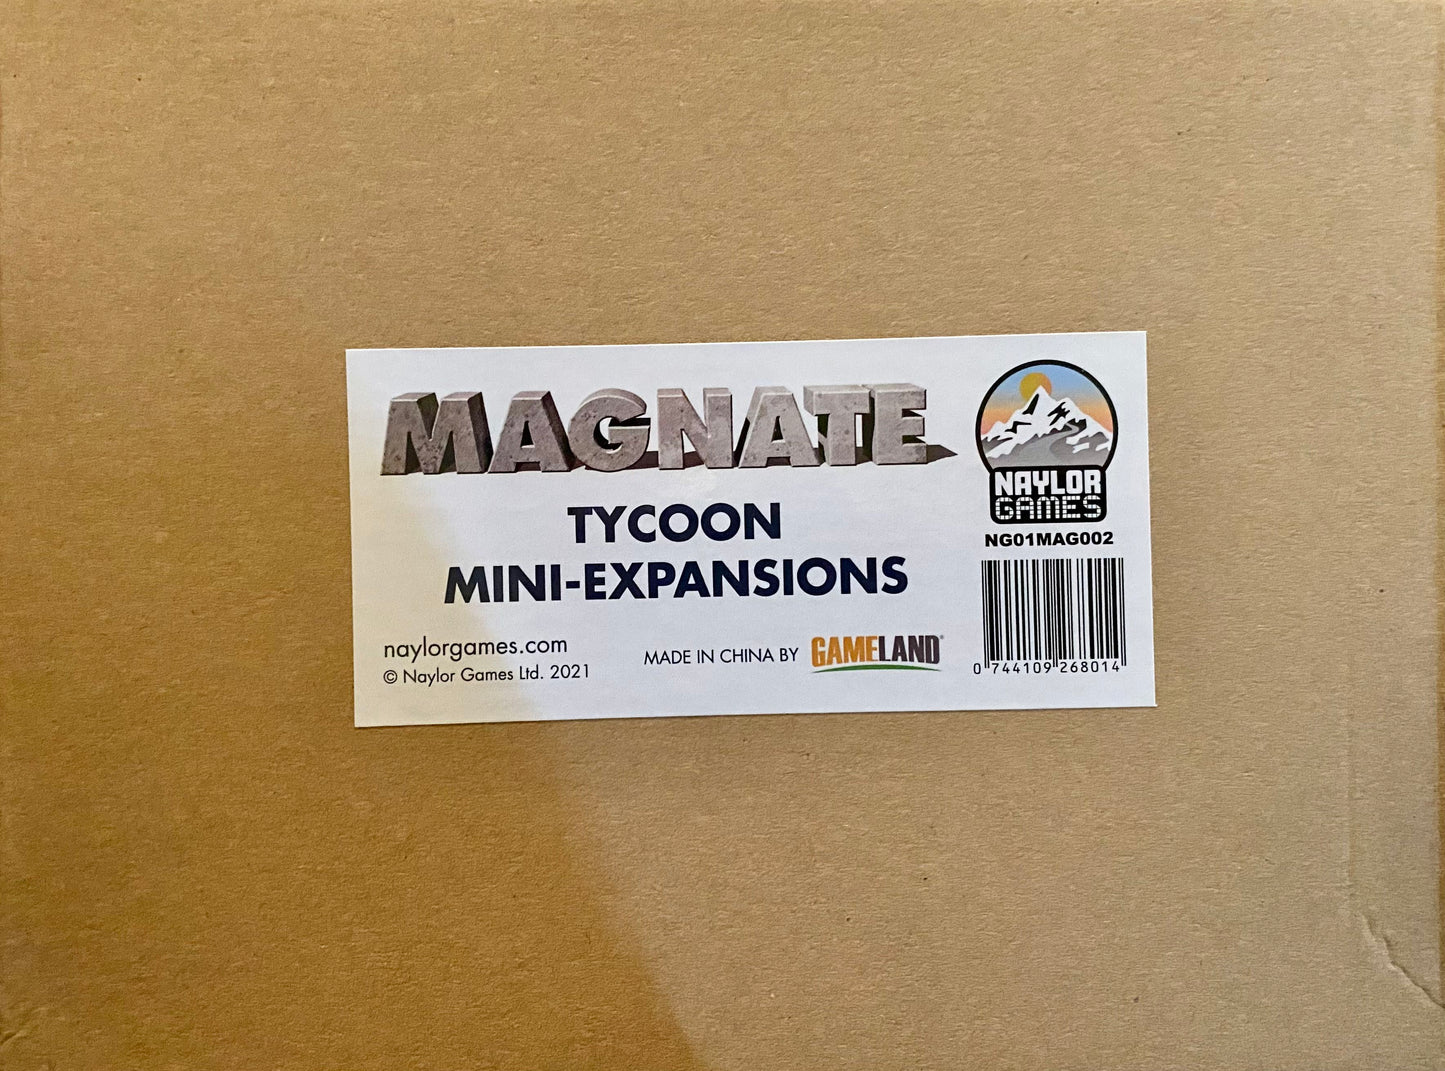 MAGNATE
TYCOON
MINI-EXPANSIONS
naylorgames.com
© Naylor Games Ltd. 2021
MADE IN CHINA BY GAMELAND®
NAYLOR
GAMES
NG01MAG002
0 744109 268014